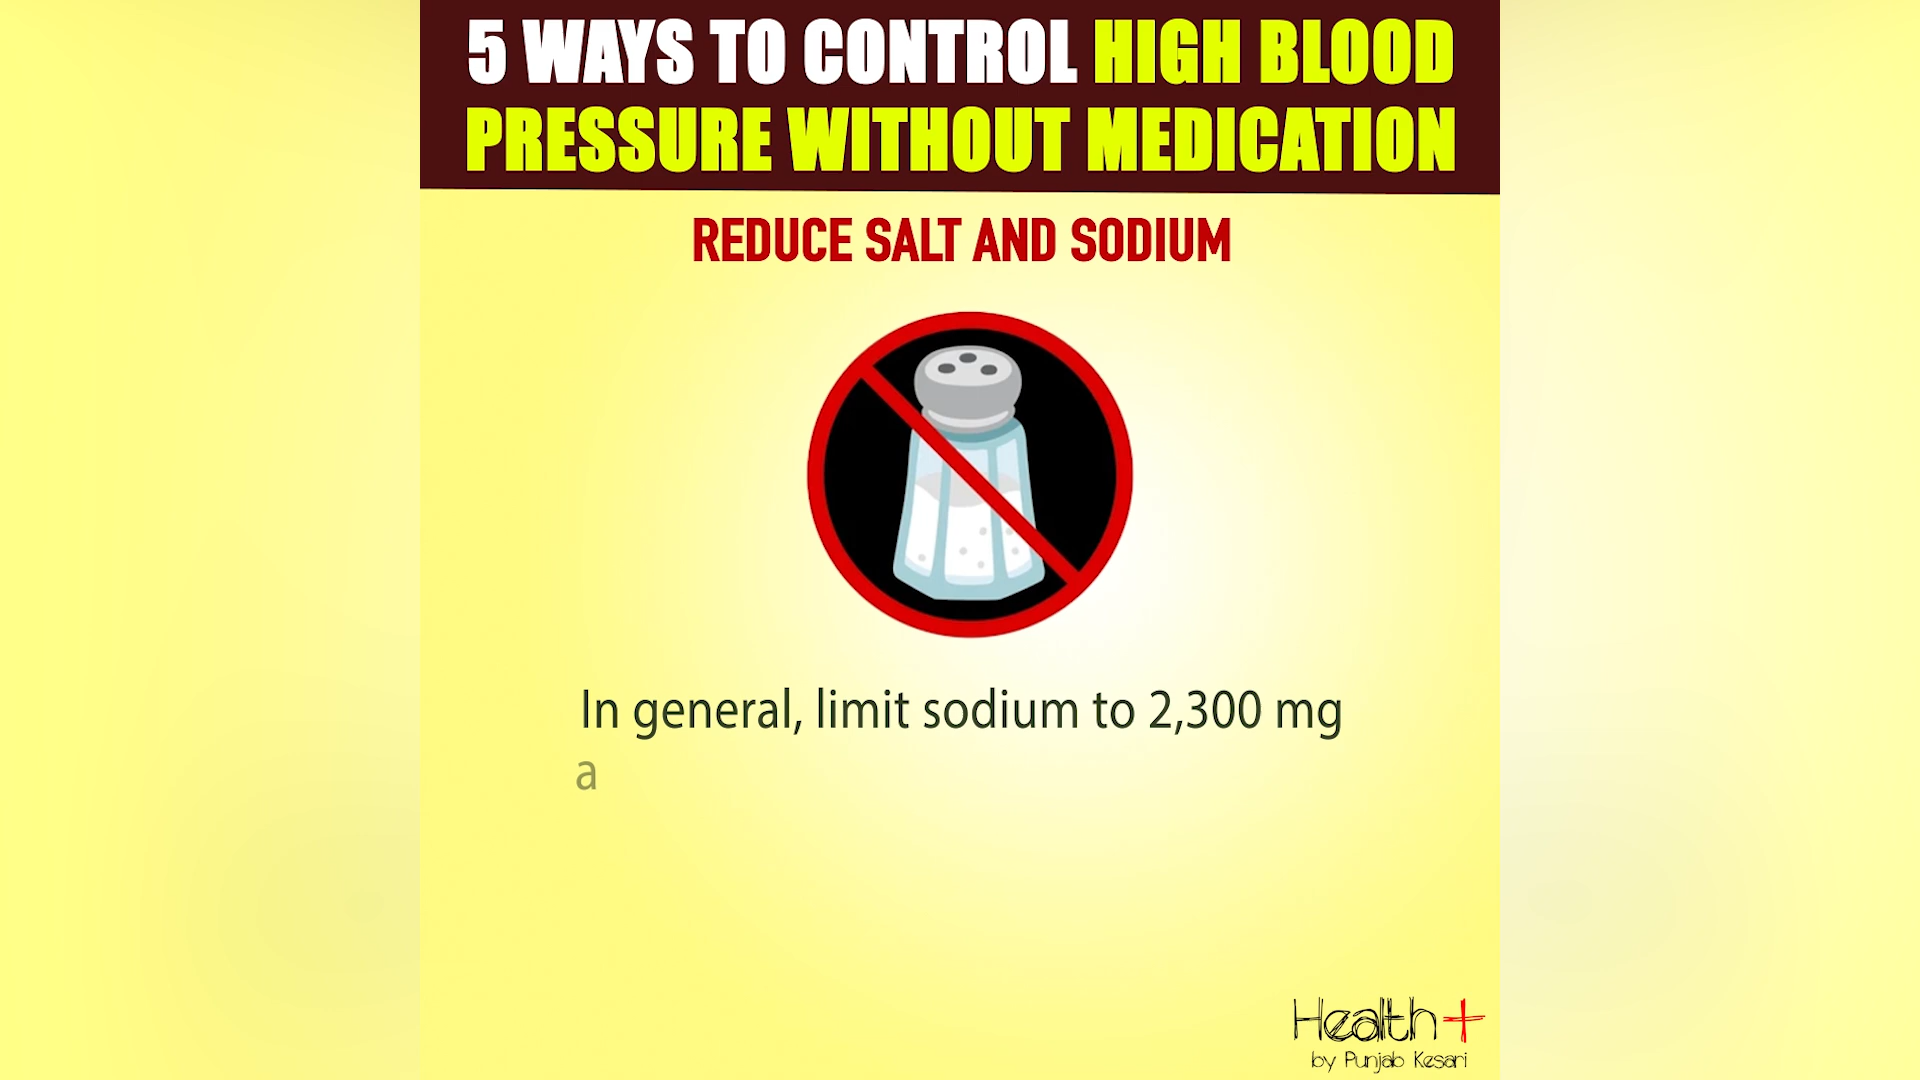 5 WAYS TO CONTROL HIGH BLOOD
PRESSURE WITHOUT MEDICATION
REDUCE SALT AND SODIUM
In general, limit sodium to 2,300 mg
a
Health+
by Punjab Kesari